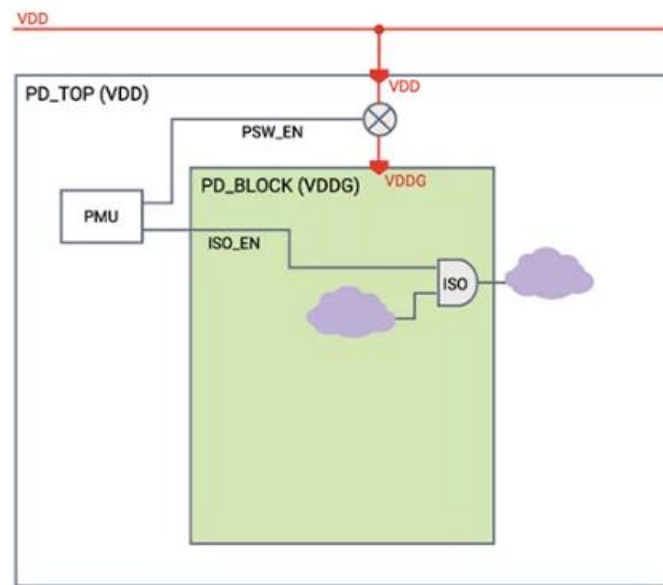 VDD
PD_TOP (VDD)
VDD
PSW_EN
PD_BLOCK (VDDG)
VDDG
PMU
ISO_EN
ISO